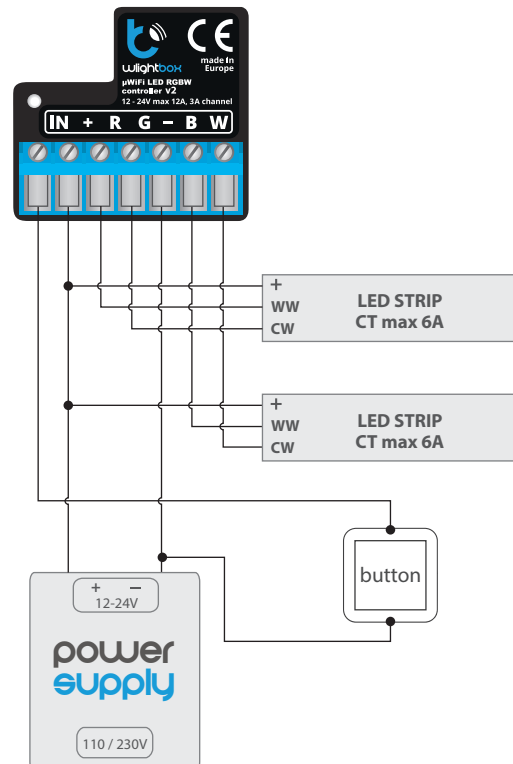 CE
made in
Europe
wlightbox
µWiFi LED RGBW
controller v2
12 - 24V max 12A, 3A channel
IN + R G − B W
+
WW
CW
LED STRIP
CT max 6A
+
WW
CW
LED STRIP
CT max 6A
button
+ −
12-24V
power
supply
110 / 230V